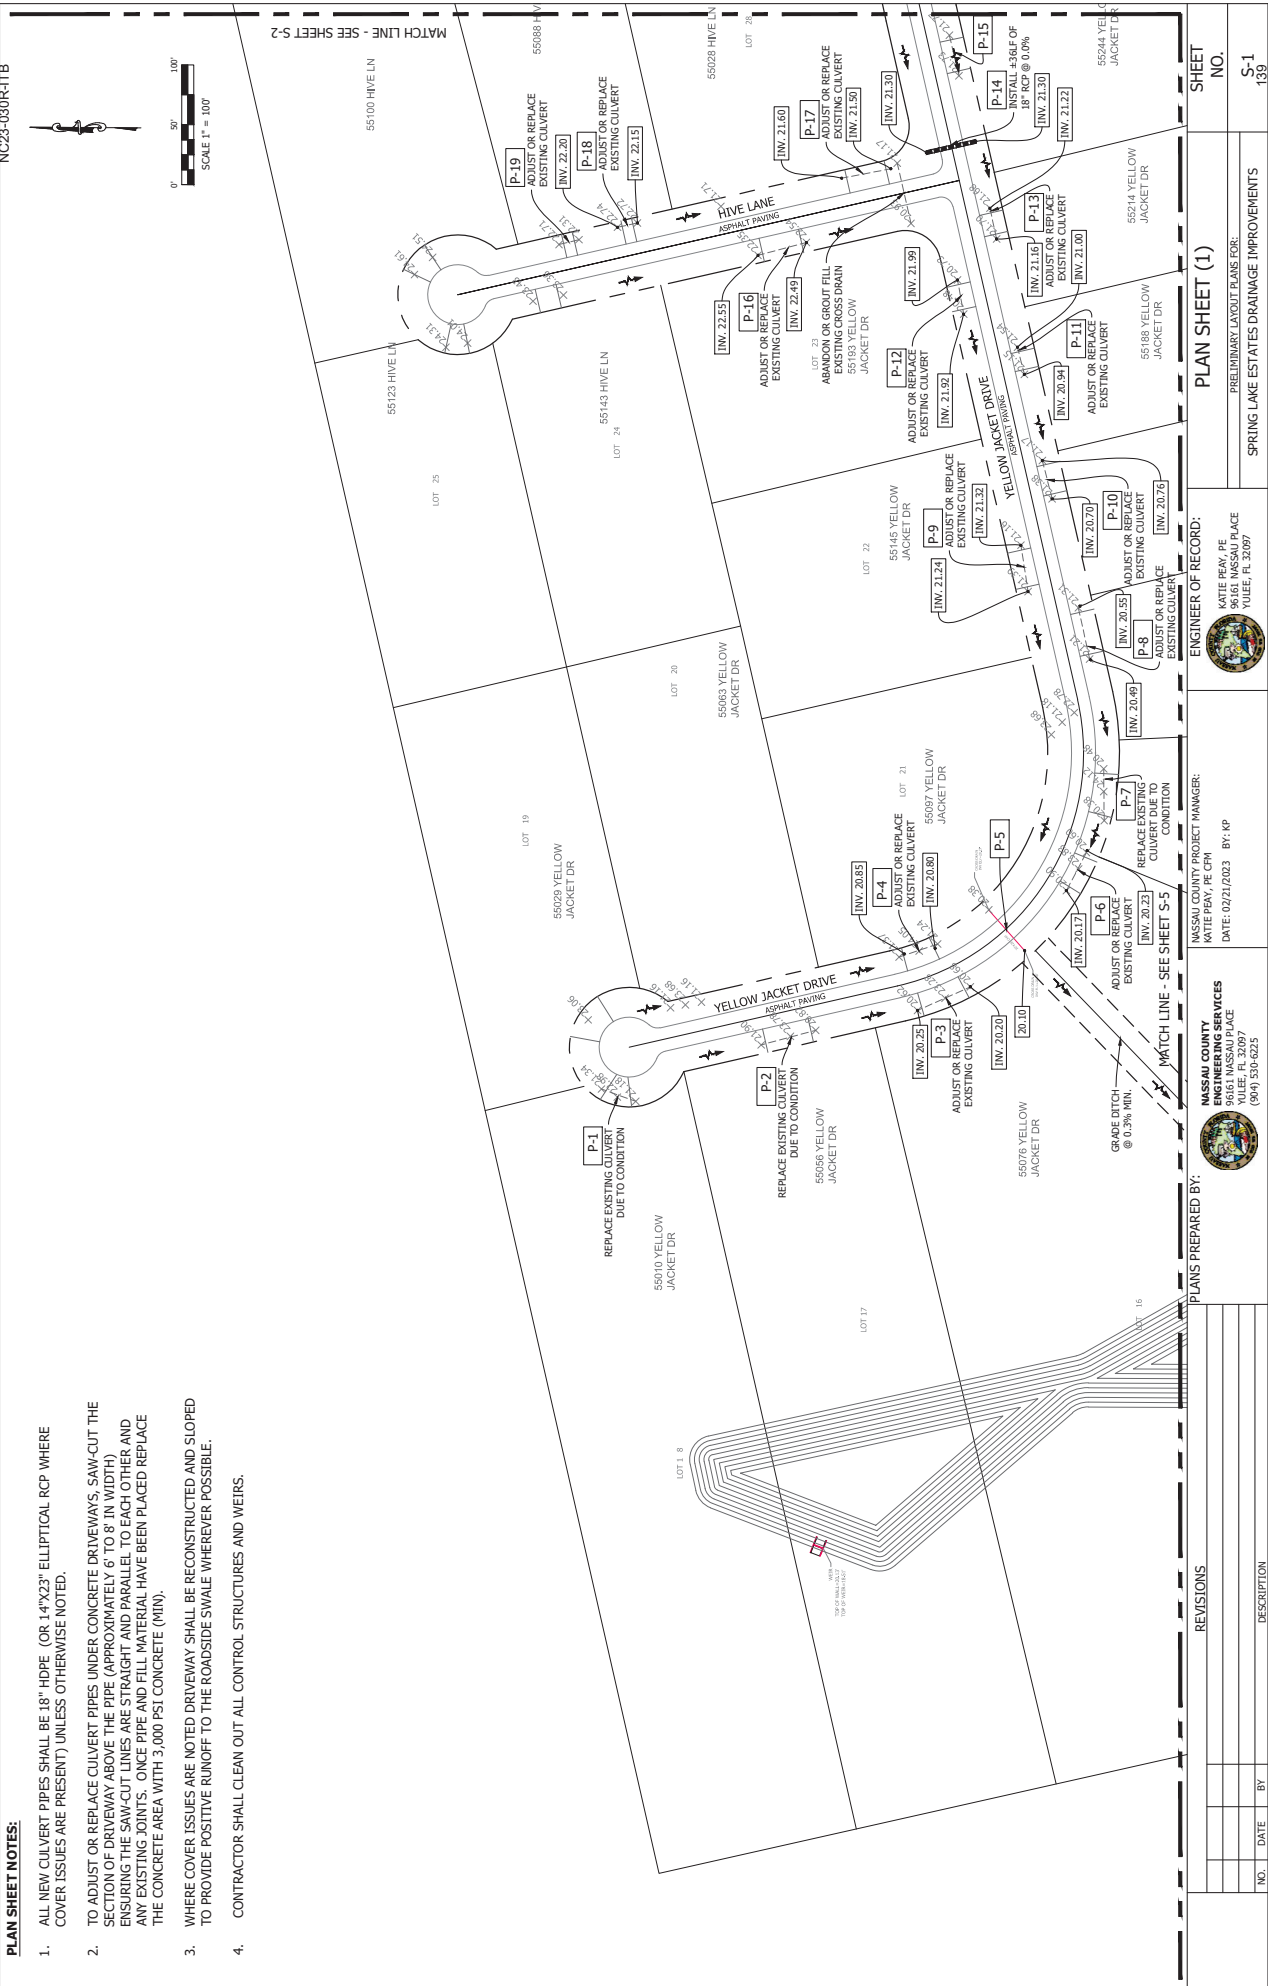 NC23-030R-ITB
PLAN SHEET NOTES:
1. ALL NEW CULVERT PIPES SHALL BE 18" HDPE (OR 14"X23" ELLIPTICAL RCP WHERE
COVER ISSUES ARE PRESENT) UNLESS OTHERWISE NOTED.
2. TO ADJUST OR REPLACE CULVERT PIPES UNDER CONCRETE DRIVEWAYS, SAW-CUT THE
SECTION OF DRIVEWAY ABOVE THE PIPE (APPROXIMATELY 6' TO 8' IN WIDTH)
ENSURING THE SAW-CUT LINES ARE STRAIGHT AND PARALLEL TO EACH OTHER AND
ANY EXISTING JOINTS. ONCE PIPE AND FILL MATERIAL HAVE BEEN PLACED REPLACE
THE CONCRETE AREA WITH 3,000 PSI CONCRETE (MIN).
3. WHERE COVER ISSUES ARE NOTED DRIVEWAY SHALL BE RECONSTRUCTED AND SLOPED
TO PROVIDE POSITIVE RUNOFF TO THE ROADSIDE SWALE WHEREVER POSSIBLE.
4. CONTRACTOR SHALL CLEAN OUT ALL CONTROL STRUCTURES AND WEIRS.
0' 50' 100'
SCALE 1" = 100'
MATCH LINE - SEE SHEET S-2
55100 HIVE LN
55088 HIV
55028 HIVE LN
LOT 28
55244 YELLO
JACKET DR
55123 HIVE LN
LOT 25
55143 HIVE LN
LOT 24
LOT 23
55193 YELLOW
JACKET DR
55214 YELLOW
JACKET DR
55188 YELLOW
JACKET DR
55145 YELLOW
JACKET DR
LOT 22
LOT 20
55063 YELLOW
JACKET DR
LOT 21
55097 YELLOW
JACKET DR
LOT 19
55029 YELLOW
JACKET DR
55056 YELLOW
JACKET DR
55076 YELLOW
JACKET DR
55010 YELLOW
JACKET DR
LOT 17
LOT 1 8
LOT 16
HIVE LANE
ASPHALT PAVING
YELLOW JACKET DRIVE
ASPHALT PAVING
YELLOW JACKET DRIVE
ASPHALT PAVING
P-19
ADJUST OR REPLACE
EXISTING CULVERT
INV. 22.20
P-18
ADJUST OR REPLACE
EXISTING CULVERT
INV. 22.15
INV. 21.60
P-17
ADJUST OR REPLACE
EXISTING CULVERT
INV. 21.50
INV. 21.30
P-15
P-14
INSTALL ±36LF OF
18" RCP @ 0.0%
INV. 21.30
INV. 21.22
P-13
INV. 21.16
ADJUST OR REPLACE
EXISTING CULVERT
INV. 21.00
P-11
ADJUST OR REPLACE
EXISTING CULVERT
INV. 20.94
INV. 22.55
P-16
ADJUST OR REPLACE
EXISTING CULVERT
INV. 22.49
ABANDON OR GROUT FILL
EXISTING CROSS DRAIN
INV. 21.99
P-12
ADJUST OR REPLACE
EXISTING CULVERT
INV. 21.92
INV. 21.32
P-9
ADJUST OR REPLACE
EXISTING CULVERT
INV. 21.24
INV. 20.76
P-10
ADJUST OR REPLACE
EXISTING CULVERT
INV. 20.70
INV. 20.55
P-8
ADJUST OR REPLACE
EXISTING CULVERT
INV. 20.49
P-7
REPLACE EXISTING
CULVERT DUE TO
CONDITION
INV. 20.23
P-6
ADJUST OR REPLACE
EXISTING CULVERT
INV. 20.17
P-5
20.10
INV. 20.85
P-4
ADJUST OR REPLACE
EXISTING CULVERT
INV. 20.80
INV. 20.25
P-3
ADJUST OR REPLACE
EXISTING CULVERT
INV. 20.20
P-2
REPLACE EXISTING CULVERT
DUE TO CONDITION
P-1
REPLACE EXISTING CULVERT
DUE TO CONDITION
GRADE DITCH
@ 0.3% MIN.
MATCH LINE - SEE SHEET S-5
REVISIONS
NO. DATE BY DESCRIPTION
PLANS PREPARED BY:
NASSAU COUNTY
ENGINEERING SERVICES
96161 NASSAU PLACE
YULEE, FL 32097
(904) 530-6225
NASSAU COUNTY PROJECT MANAGER:
KATIE PEAY, PE CFM
DATE: 02/21/2023 BY: KP
ENGINEER OF RECORD:
KATIE PEAY, PE
96161 NASSAU PLACE
YULEE, FL 32097
PLAN SHEET (1)
PRELIMINARY LAYOUT PLANS FOR:
SPRING LAKE ESTATES DRAINAGE IMPROVEMENTS
SHEET
NO.
S-1
139